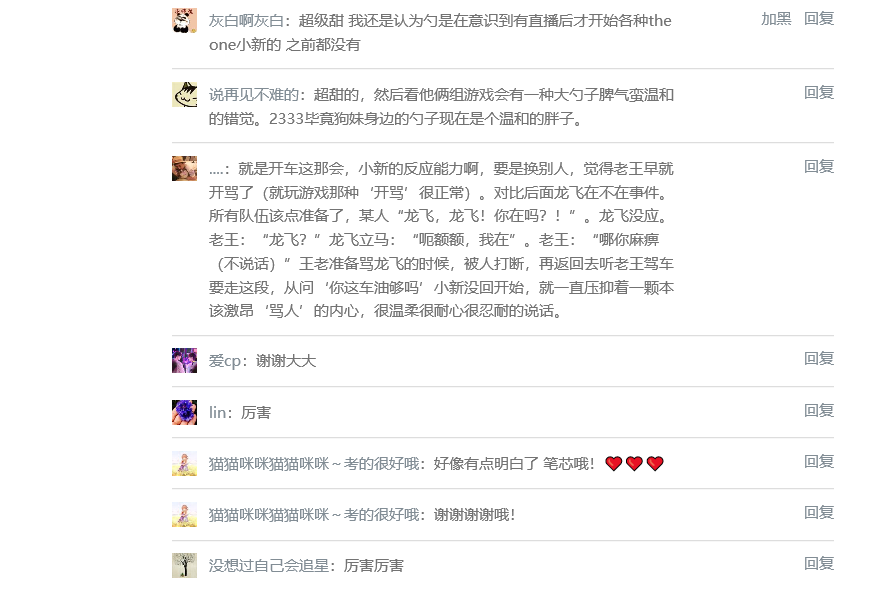 灰白啊灰白：超级甜 我还是认为勺是在意识到有直播后才开始各种the 加黑 回复
one小新的 之前都没有
说再见不难的：超甜的，然后看他俩组游戏会有一种大勺子脾气蛮温和 回复
的错觉。2333毕竟狗妹身边的勺子现在是个温和的胖子。
....：就是开车这那会，小新的反应能力啊，要是换别人，觉得老王早就 回复
开骂了（就玩游戏那种‘开骂’很正常）。对比后面龙飞在不在事件。
所有队伍该点准备了，某人“龙飞，龙飞！你在吗？！”。龙飞没应。
老王：“龙飞？”龙飞立马：“呃额额，我在”。老王：“哪你麻痹
（不说话）”王老准备骂龙飞的时候，被人打断，再返回去听老王驾车
要走这段，从问‘你这车油够吗’小新没回开始，就一直压抑着一颗本
该激昂‘骂人’的内心，很温柔很耐心很忍耐的说话。
爱cp：谢谢大大 回复
lin：厉害 回复
猫猫咪咪猫猫咪咪～考的很好哦：好像有点明白了 笔芯哦！❤❤❤ 回复
猫猫咪咪猫猫咪咪～考的很好哦：谢谢谢谢哦！ 回复
没想过自己会追星：厉害厉害 回复